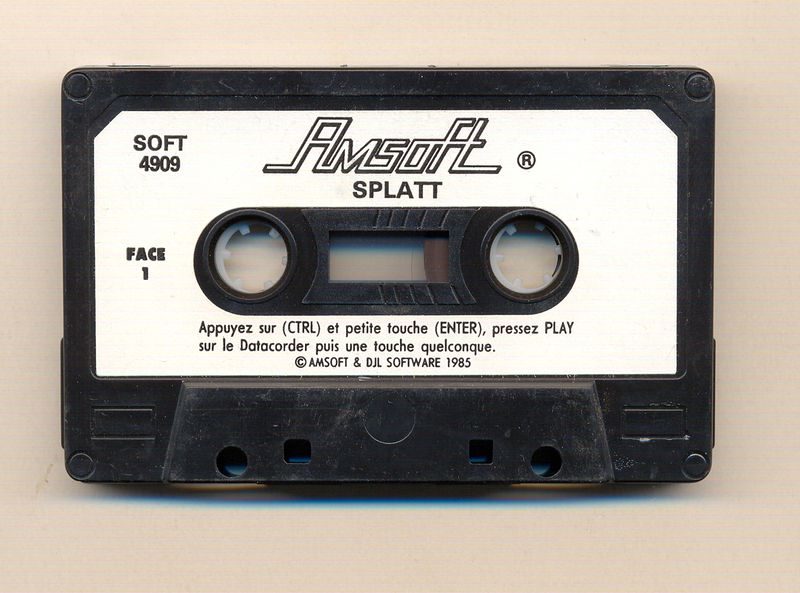 SOFT
4909
Amsoft ®
SPLATT
FACE
1
Appuyez sur (CTRL) et petite touche (ENTER), pressez PLAY
sur le Datacorder puis une touche quelconque.
© AMSOFT & DJL SOFTWARE 1985